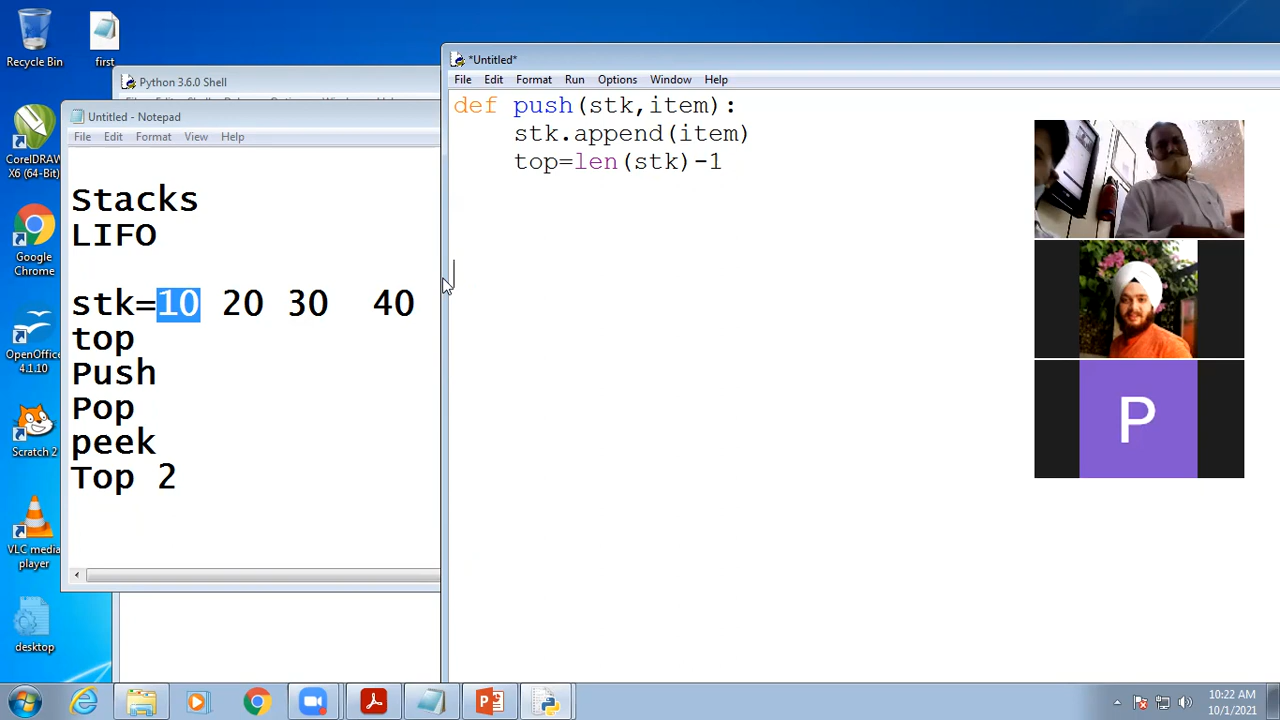 Recycle Bin
first
CorelDRAW
X6 (64-Bit)
Google
Chrome
OpenOffice
4.1.10
Scratch 2
VLC media
player
desktop
Python 3.6.0 Shell
Untitled - Notepad
File Edit Format View Help
Stacks
LIFO
stk=10 20 30 40
top
Push
Pop
peek
Top 2
*Untitled*
File Edit Format Run Options Window Help
def push(stk,item):
stk.append(item)
top=len(stk)-1
P
10:22 AM
10/1/2021